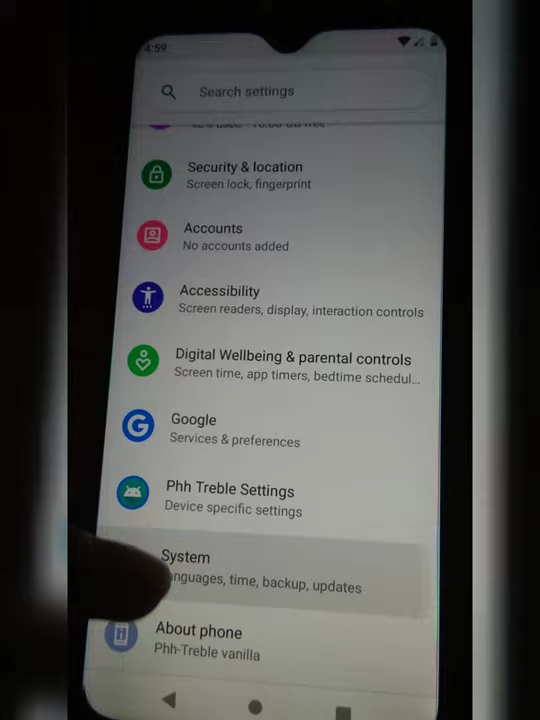 4:59
Search settings
Security & location
Screen lock, fingerprint
Accounts
No accounts added
Accessibility
Screen readers, display, interaction controls
Digital Wellbeing & parental controls
Screen time, app timers, bedtime schedul...
Google
Services & preferences
Phh Treble Settings
Device specific settings
System
time, backup, updates
About phone
Phh-Treble vanilla